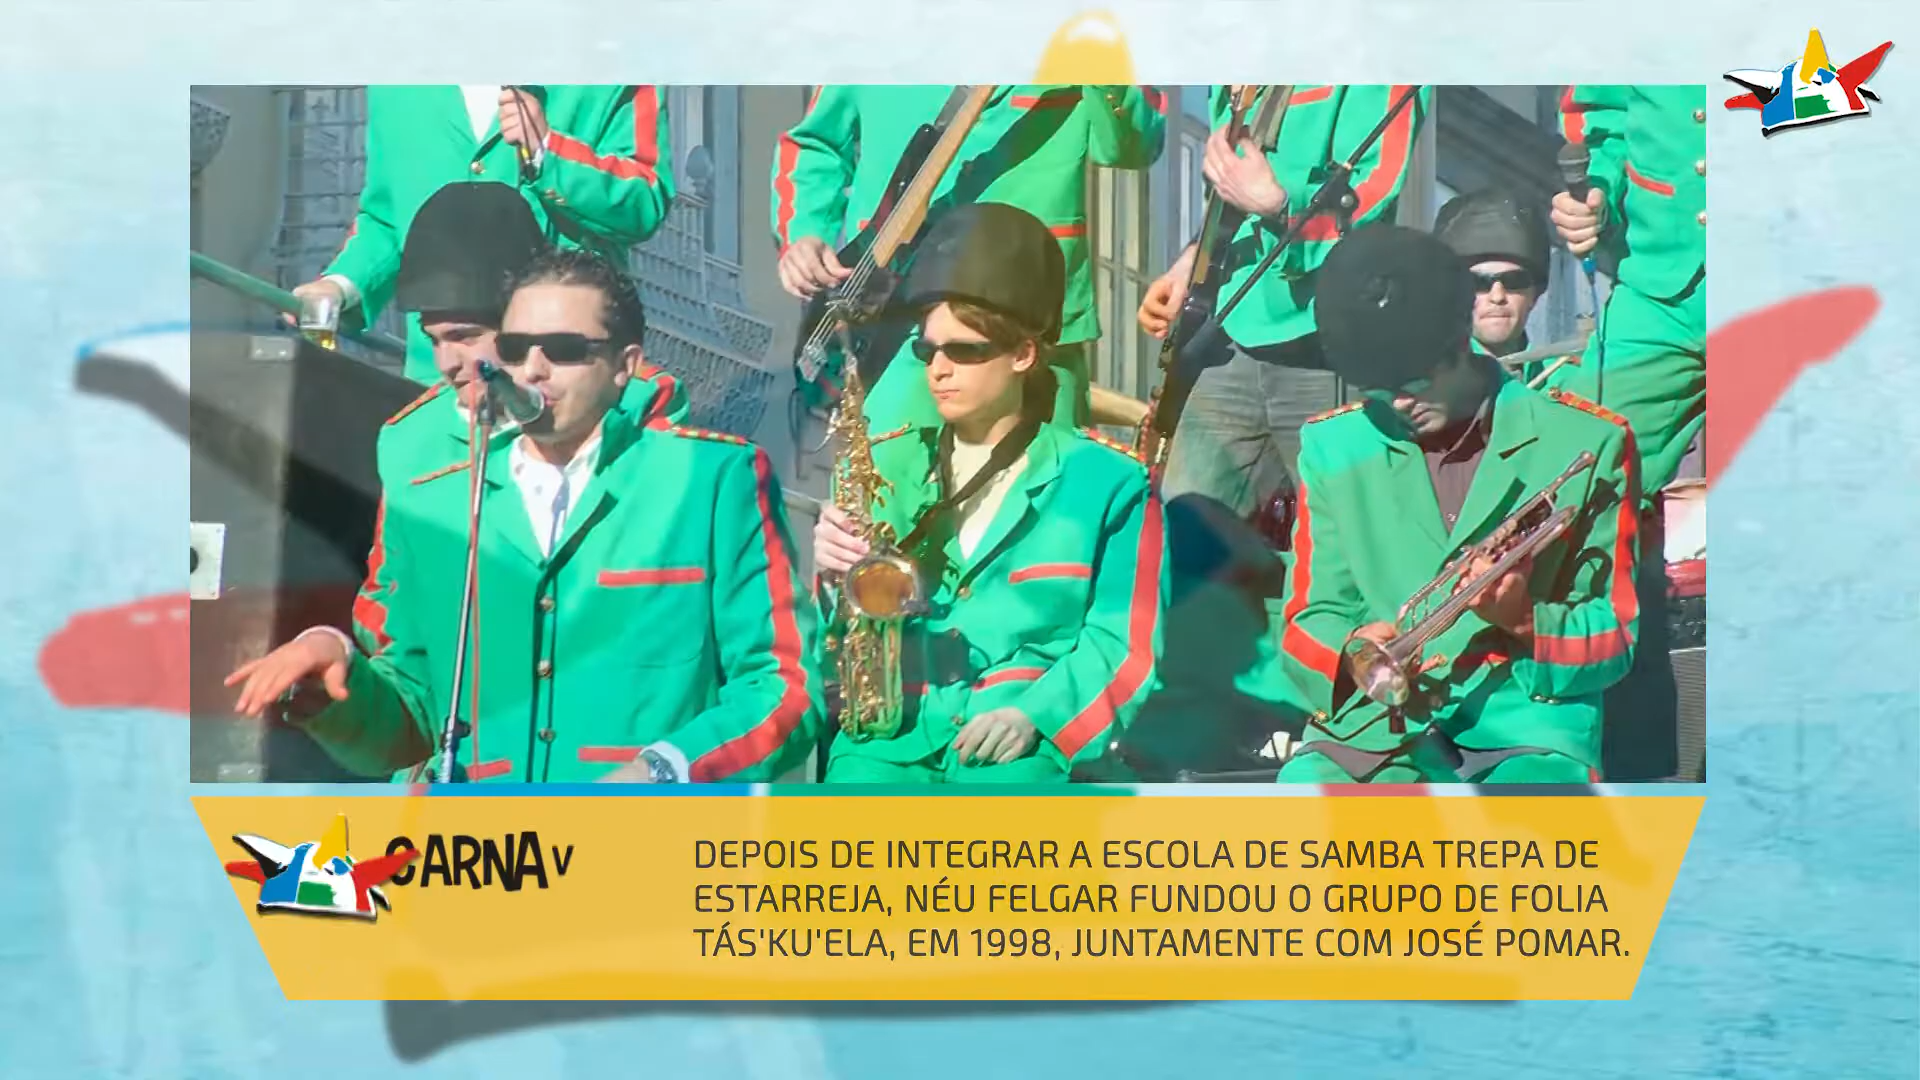 CARNAV
DEPOIS DE INTEGRAR A ESCOLA DE SAMBA TREPA DE
ESTARREJA, NÉU FELGAR FUNDOU O GRUPO DE FOLIA
TÁS'KU'ELA, EM 1998, JUNTAMENTE COM JOSÉ POMAR.